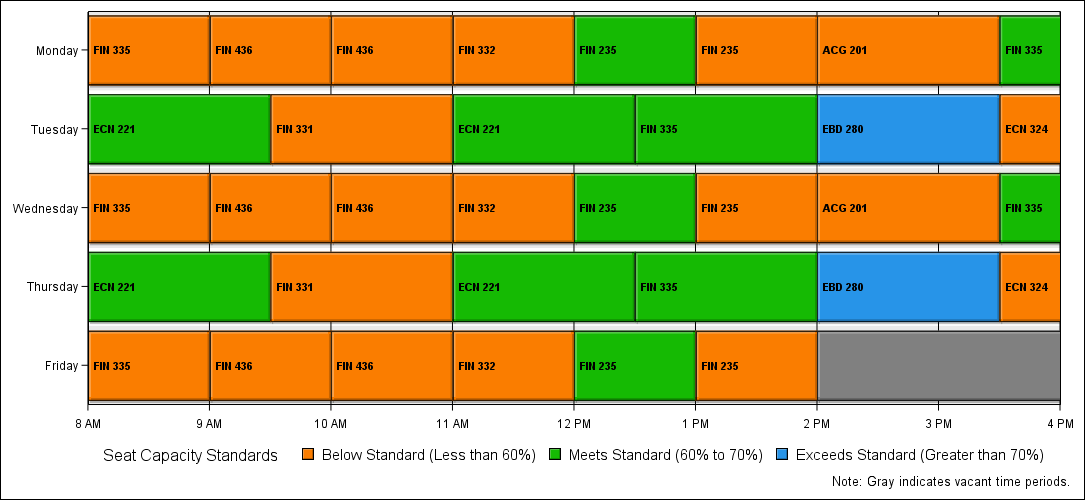 Monday FIN 335 FIN 436 FIN 436 FIN 332 FIN 235 FIN 235 ACG 201 FIN 335
Tuesday ECN 221 FIN 331 ECN 221 FIN 335 EBD 280 ECN 324
Wednesday FIN 335 FIN 436 FIN 436 FIN 332 FIN 235 FIN 235 ACG 201 FIN 335
Thursday ECN 221 FIN 331 ECN 221 FIN 335 EBD 280 ECN 324
Friday FIN 335 FIN 436 FIN 436 FIN 332 FIN 235 FIN 235
8 AM 9 AM 10 AM 11 AM 12 PM 1 PM 2 PM 3 PM 4 PM
Seat Capacity Standards Below Standard (Less than 60%) Meets Standard (60% to 70%) Exceeds Standard (Greater than 70%)
Note: Gray indicates vacant time periods.